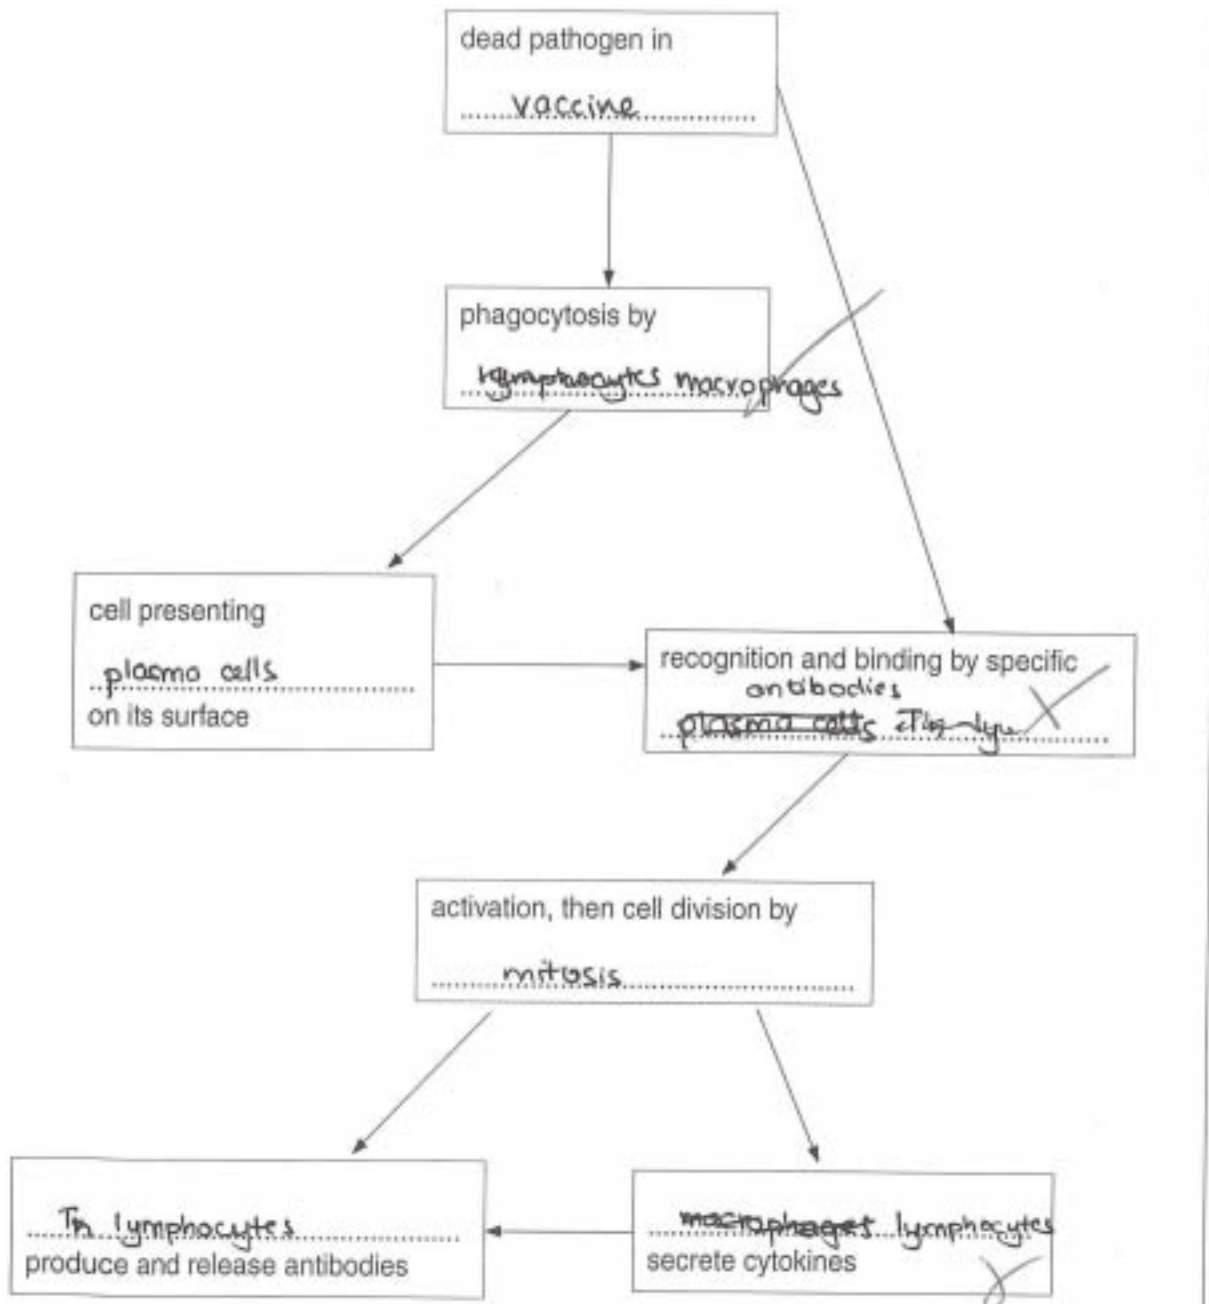 dead pathogen in
vaccine
phagocytosis by
lymphocytes macrophages
cell presenting
plasma cells
on its surface
recognition and binding by specific
antibodies
plasma cells
activation, then cell division by
mitosis
Th lymphocytes
produce and release antibodies
macrophages lymphocytes
secrete cytokines